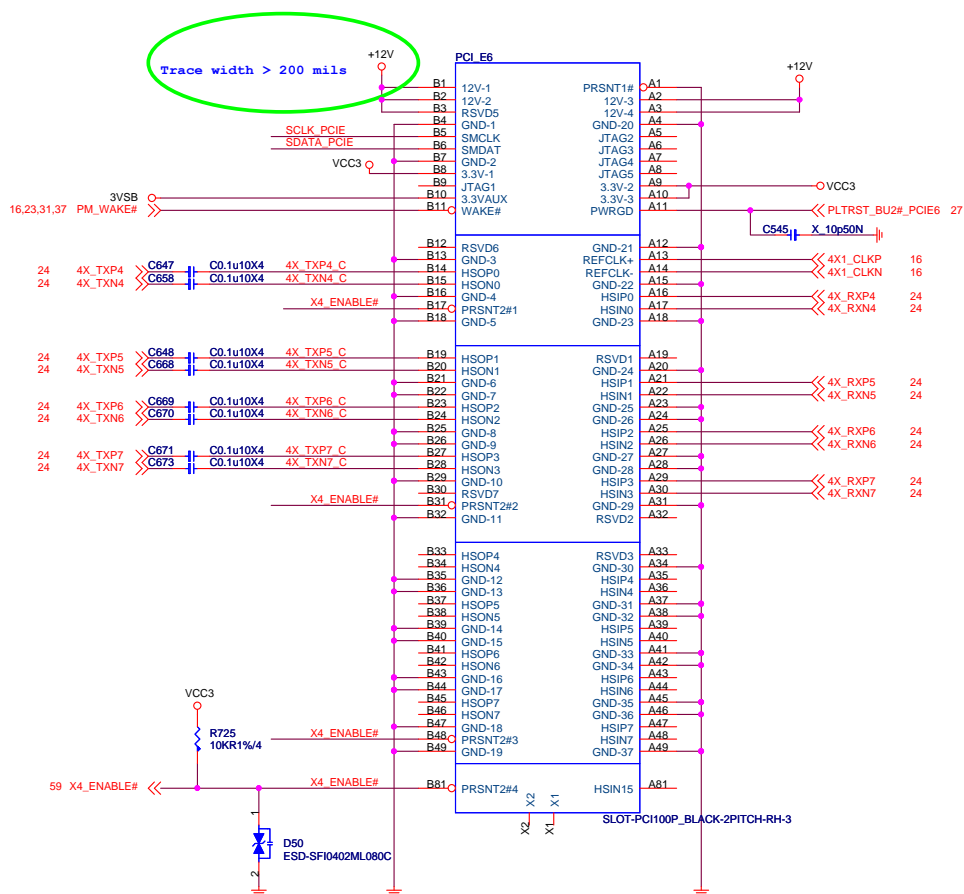 +12V
Trace width > 200 mils
PCI_E6
+12V
B1 12V-1 PRSNT1# A1
B2 12V-2 12V-3 A2
B3 RSVD5 12V-4 A3
B4 GND-1 GND-20 A4
SCLK_PCIE B5 SMCLK JTAG2 A5
SDATA_PCIE B6 SMDAT JTAG3 A6
B7 GND-2 JTAG4 A7
VCC3 B8 3.3V-1 JTAG5 A8
B9 JTAG1 3.3V-2 A9 VCC3
3VSB B10 3.3VAUX 3.3V-3 A10
16,23,31,37 PM_WAKE# B11 WAKE# PWRGD A11 PLTRST_BU2#_PCIE6 27
C545 X_10p50N
B12 RSVD6 GND-21 A12
B13 GND-3 REFCLK+ A13 4X1_CLKP 16
24 4X_TXP4 C647 C0.1u10X4 4X_TXP4_C B14 HSOP0 REFCLK- A14 4X1_CLKN 16
24 4X_TXN4 C658 C0.1u10X4 4X_TXN4_C B15 HSON0 GND-22 A15
B16 GND-4 HSIP0 A16 4X_RXP4 24
X4_ENABLE# B17 PRSNT2#1 HSIN0 A17 4X_RXN4 24
B18 GND-5 GND-23 A18
24 4X_TXP5 C648 C0.1u10X4 4X_TXP5_C B19 HSOP1 RSVD1 A19
24 4X_TXN5 C668 C0.1u10X4 4X_TXN5_C B20 HSON1 GND-24 A20
B21 GND-6 HSIP1 A21 4X_RXP5 24
B22 GND-7 HSIN1 A22 4X_RXN5 24
24 4X_TXP6 C669 C0.1u10X4 4X_TXP6_C B23 HSOP2 GND-25 A23
24 4X_TXN6 C670 C0.1u10X4 4X_TXN6_C B24 HSON2 GND-26 A24
B25 GND-8 HSIP2 A25 4X_RXP6 24
B26 GND-9 HSIN2 A26 4X_RXN6 24
24 4X_TXP7 C671 C0.1u10X4 4X_TXP7_C B27 HSOP3 GND-27 A27
24 4X_TXN7 C673 C0.1u10X4 4X_TXN7_C B28 HSON3 GND-28 A28
B29 GND-10 HSIP3 A29 4X_RXP7 24
B30 RSVD7 HSIN3 A30 4X_RXN7 24
X4_ENABLE# B31 PRSNT2#2 GND-29 A31
B32 GND-11 RSVD2 A32
B33 HSOP4 RSVD3 A33
B34 HSON4 GND-30 A34
B35 GND-12 HSIP4 A35
B36 GND-13 HSIN4 A36
B37 HSOP5 GND-31 A37
B38 HSON5 GND-32 A38
B39 GND-14 HSIP5 A39
B40 GND-15 HSIN5 A40
B41 HSOP6 GND-33 A41
B42 HSON6 GND-34 A42
B43 GND-16 HSIP6 A43
B44 GND-17 HSIN6 A44
B45 HSOP7 GND-35 A45
B46 HSON7 GND-36 A46
B47 GND-18 HSIP7 A47
X4_ENABLE# B48 PRSNT2#3 HSIN7 A48
B49 GND-19 GND-37 A49
VCC3
R725
10KR1%/4
59 X4_ENABLE# X4_ENABLE# B81 PRSNT2#4 HSIN15 A81
X2 X1
X2 X1
SLOT-PCI100P_BLACK-2PITCH-RH-3
1
D50
ESD-SFI0402ML080C
2